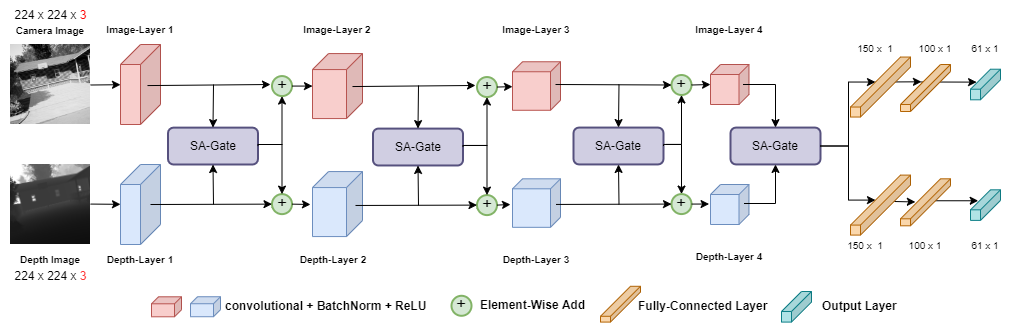 224 x 224 x 3
Camera Image
Image-Layer 1
Image-Layer 2
Image-Layer 3
Image-Layer 4
150 x 1
100 x 1
61 x 1
SA-Gate
SA-Gate
SA-Gate
SA-Gate
+
+
+
+
+
+
Depth Image
224 x 224 x 3
Depth-Layer 1
Depth-Layer 2
Depth-Layer 3
Depth-Layer 4
150 x 1
100 x 1
61 x 1
convolutional + BatchNorm + ReLU
+
Element-Wise Add
Fully-Connected Layer
Output Layer